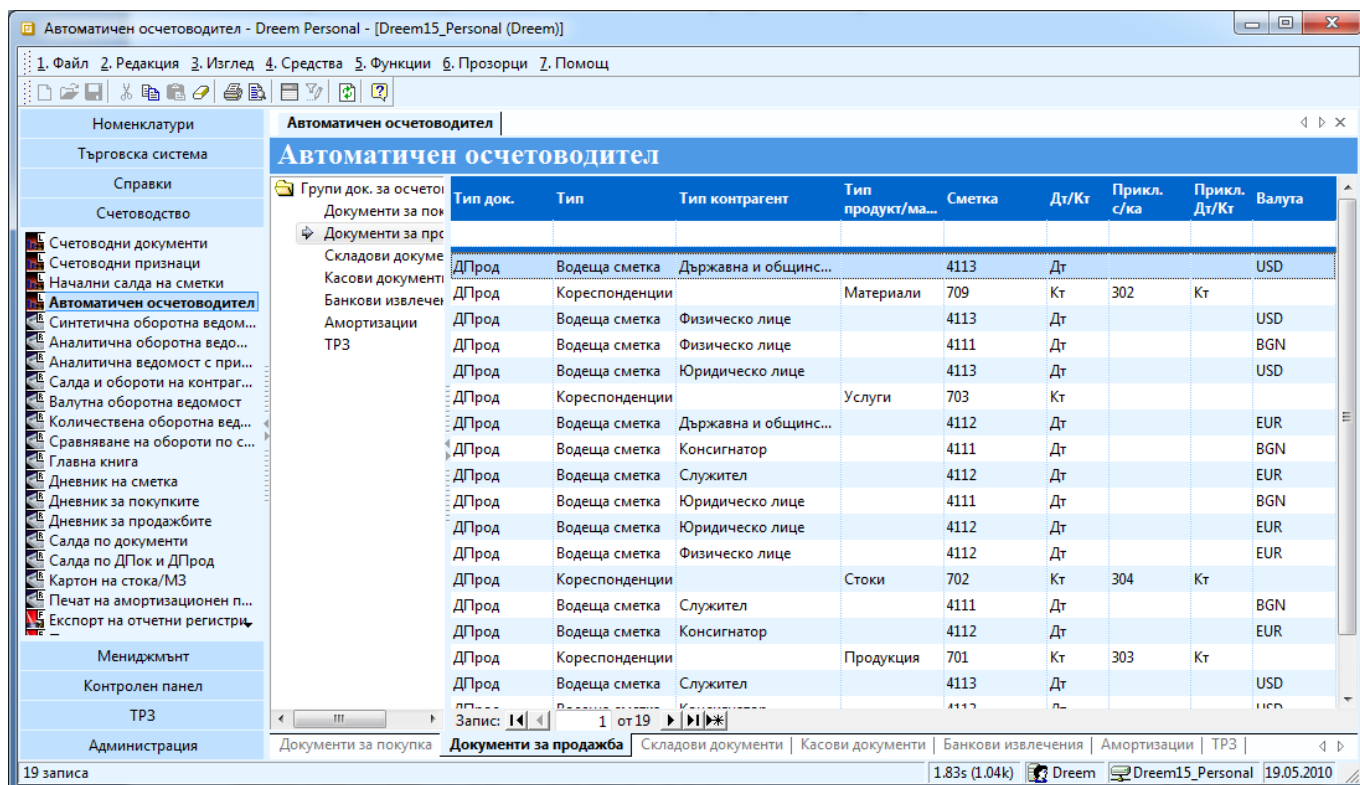 Автоматичен осчетоводител - Dreem Personal - [Dreem15_Personal (Dreem)]
1. Файл 2. Редакция 3. Изглед 4. Средства 5. Функции 6. Прозорци 7. Помощ
Номенклатури
Търговска система
Справки
Счетоводство
Счетоводни документи
Счетоводни признаци
Начални салда на сметки
Автоматичен осчетоводител
Синтетична оборотна ведом...
Аналитична оборотна ведо...
Аналитична ведомост с при...
Салда и обороти на контраг...
Валутна оборотна ведомост
Количествена оборотна вед...
Сравняване на обороти по с...
Главна книга
Дневник на сметка
Дневник за покупките
Дневник за продажбите
Салда по документи
Салда по ДПок и ДПрод
Картон на стока/МЗ
Печат на амортизационен п...
Експорт на отчетни регистри
Мениджмънт
Контролен панел
ТРЗ
Администрация
Автоматичен осчетоводител
Автоматичен осчетоводител
Групи док. за осчето
Документи за пок
Документи за про
Складови докуме
Касови документи
Банкови извлечен
Амортизации
ТРЗ
Тип док. Тип Тип контрагент Тип продукт/ма... Сметка Дт/Кт Прикл. с/ка Прикл. Дт/Кт Валута
ДПрод Водеща сметка Държавна и общинс... 4113 Дт USD
ДПрод Кореспонденции Материали 709 Кт 302 Кт
ДПрод Водеща сметка Физическо лице 4113 Дт USD
ДПрод Водеща сметка Физическо лице 4111 Дт BGN
ДПрод Водеща сметка Юридическо лице 4113 Дт USD
ДПрод Кореспонденции Услуги 703 Кт
ДПрод Водеща сметка Държавна и общинс... 4112 Дт EUR
ДПрод Водеща сметка Консигнатор 4111 Дт BGN
ДПрод Водеща сметка Служител 4112 Дт EUR
ДПрод Водеща сметка Юридическо лице 4111 Дт BGN
ДПрод Водеща сметка Юридическо лице 4112 Дт EUR
ДПрод Водеща сметка Физическо лице 4112 Дт EUR
ДПрод Кореспонденции Стоки 702 Кт 304 Кт
ДПрод Водеща сметка Служител 4111 Дт BGN
ДПрод Водеща сметка Консигнатор 4112 Дт EUR
ДПрод Кореспонденции Продукция 701 Кт 303 Кт
ДПрод Водеща сметка Служител 4113 Дт USD
Запис: 1 от 19
Документи за покупка Документи за продажба Складови документи Касови документи Банкови извлечения Амортизации ТРЗ
19 записа 1.83s (1.04k) Dreem Dreem15_Personal 19.05.2010